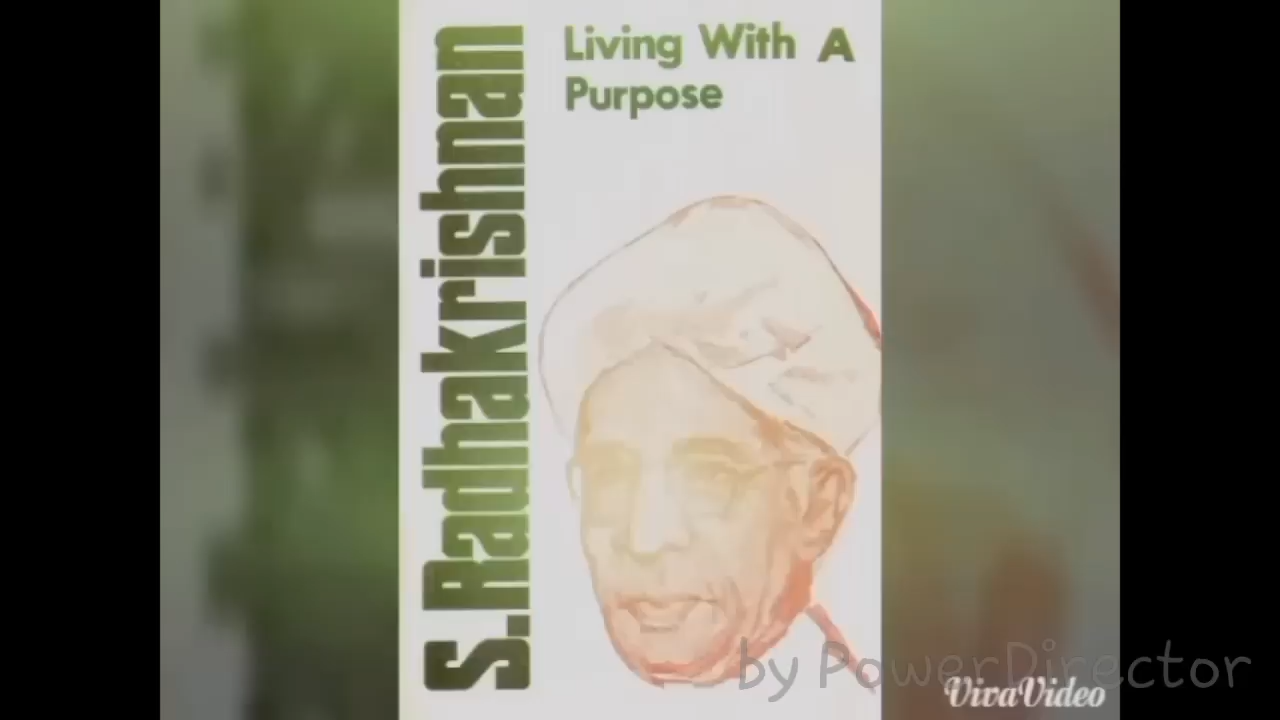 S.Radhakrishnan
Living With A
Purpose
by PowerDirector
VivaVideo